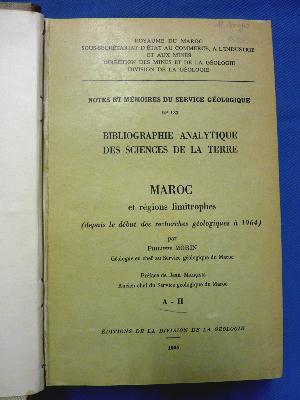 ROYAUME DU MAROC
SOUS-SECRÉTARIAT D'ÉTAT AU COMMERCE, A L'INDUSTRIE
ET AUX MINES
DIRECTION DES MINES ET DE LA GÉOLOGIE
DIVISION DE LA GÉOLOGIE
NOTES ET MÉMOIRES DU SERVICE GÉOLOGIQUE
N° 182
BIBLIOGRAPHIE ANALYTIQUE
DES SCIENCES DE LA TERRE
MAROC
et régions limitrophes
(depuis le début des recherches géologiques à 1964)
par
PHILIPPE MORIN
Géologue en chef au Service géologique du Maroc
Préface de Jean Marçais
Ancien chef du Service géologique du Maroc
A - H
ÉDITIONS DE LA DIVISION DE LA GÉOLOGIE
1965